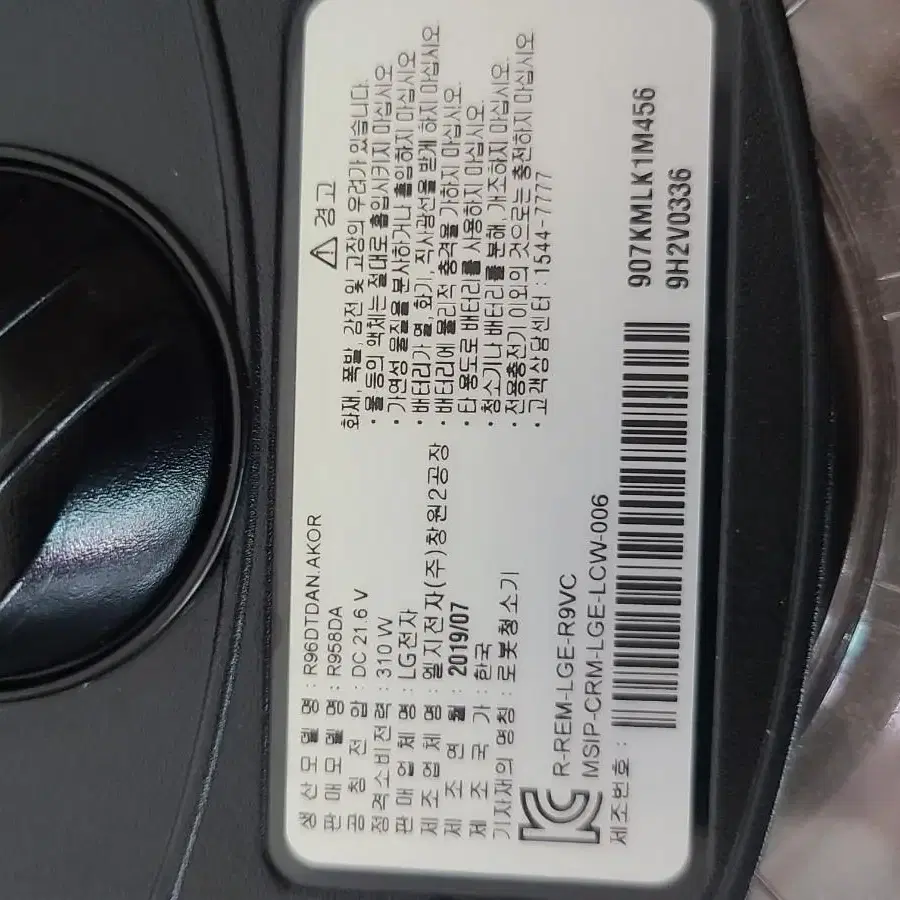 생 산 모 델 명 : R96DTDAN.AKOR
판 매 모 델 명 : R958DA
공 칭 전 압 : DC 21.6 V
정격소비전력 : 310 W
판 매 업 체 명 : LG전자
제 조 업 체 명 : 엘지전자(주)창원2공장
제 조 연 월 : 2019/07
제 조 국 가 : 한국
기자재의 명칭 : 로봇청소기
R-REM-LGE-R9VC
MSIP-CRM-LGE-LCW-006
제조번호 :
907KMLK1M456
9H2V0336
⚠ 경고
화재, 폭발, 감전 및 고장의 우려가 있습니다.
· 물 등의 액체는 절대로 흡입시키지 마십시오
· 가연성 물질을 분사하거나 흡입하지 마십시오
· 배터리가 열, 화기, 직사광선을 받게 하지 마십시오
· 배터리에 물리적 충격을 가하지 마십시오.
· 타 용도로 배터리를 사용하지 마십시오.
· 청소기나 배터리를 분해, 개조하지 마십시오.
· 전용충전기 이외의 것으로는 충전하지 마십시오
· 고객상담센터 : 1544-7777